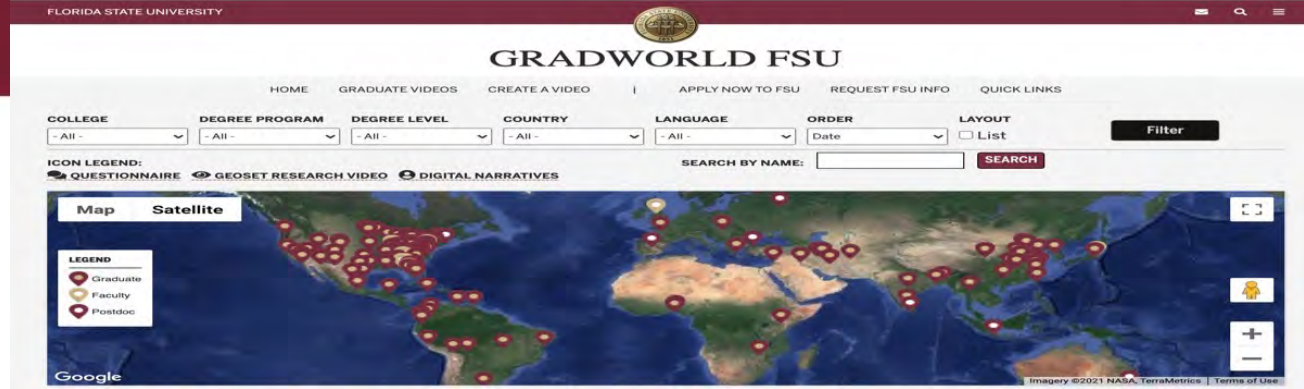 FLORIDA STATE UNIVERSITY
GRADWORLD FSU
HOME GRADUATE VIDEOS CREATE A VIDEO | APPLY NOW TO FSU REQUEST FSU INFO QUICK LINKS
COLLEGE DEGREE PROGRAM DEGREE LEVEL COUNTRY LANGUAGE ORDER LAYOUT
- All - - All - - All - - All - - All - Date List Filter
ICON LEGEND: SEARCH BY NAME: SEARCH
QUESTIONNAIRE GEOSET RESEARCH VIDEO DIGITAL NARRATIVES
Map Satellite
LEGEND
Graduate
Faculty
Postdoc
Google
Imagery ©2021 NASA, TerraMetrics Terms of Use